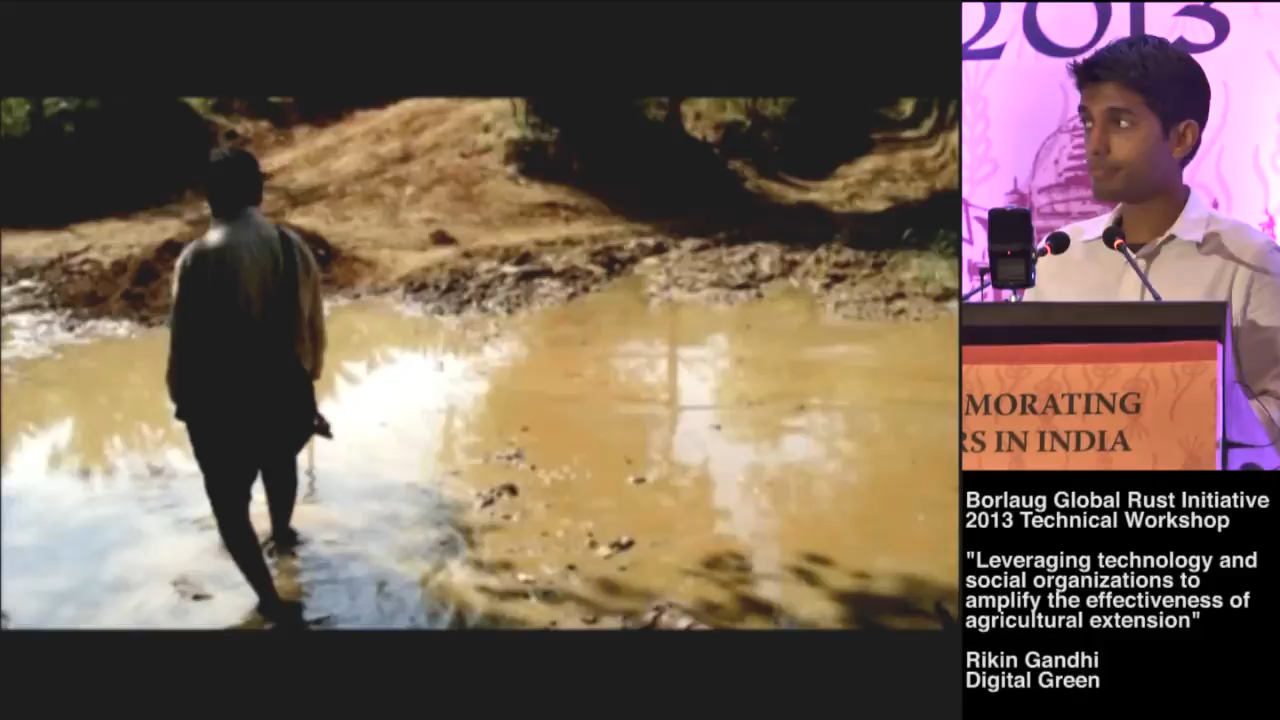 2013
MORATING
RS IN INDIA
Borlaug Global Rust Initiative
2013 Technical Workshop
"Leveraging technology and
social organizations to
amplify the effectiveness of
agricultural extension"
Rikin Gandhi
Digital Green